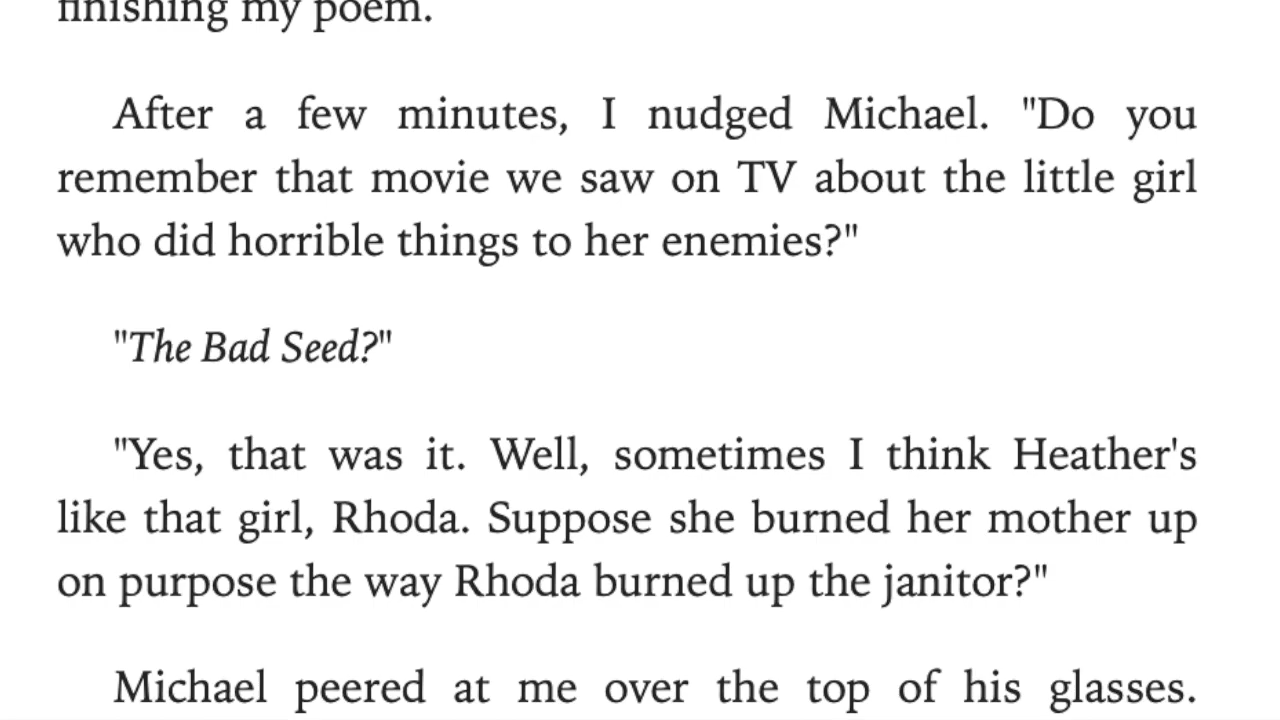 finishing my poem.
After a few minutes, I nudged Michael. "Do you
remember that movie we saw on TV about the little girl
who did horrible things to her enemies?"
"The Bad Seed?"
"Yes, that was it. Well, sometimes I think Heather's
like that girl, Rhoda. Suppose she burned her mother up
on purpose the way Rhoda burned up the janitor?"
Michael peered at me over the top of his glasses.